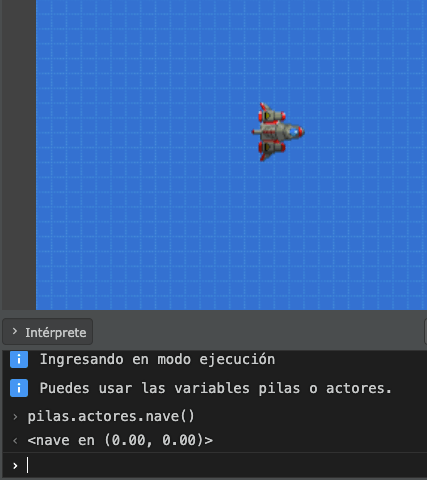 Intérprete
Ingresando en modo ejecución
Puedes usar las variables pilas o actores.
pilas.actores.nave()
<nave en (0.00, 0.00)>